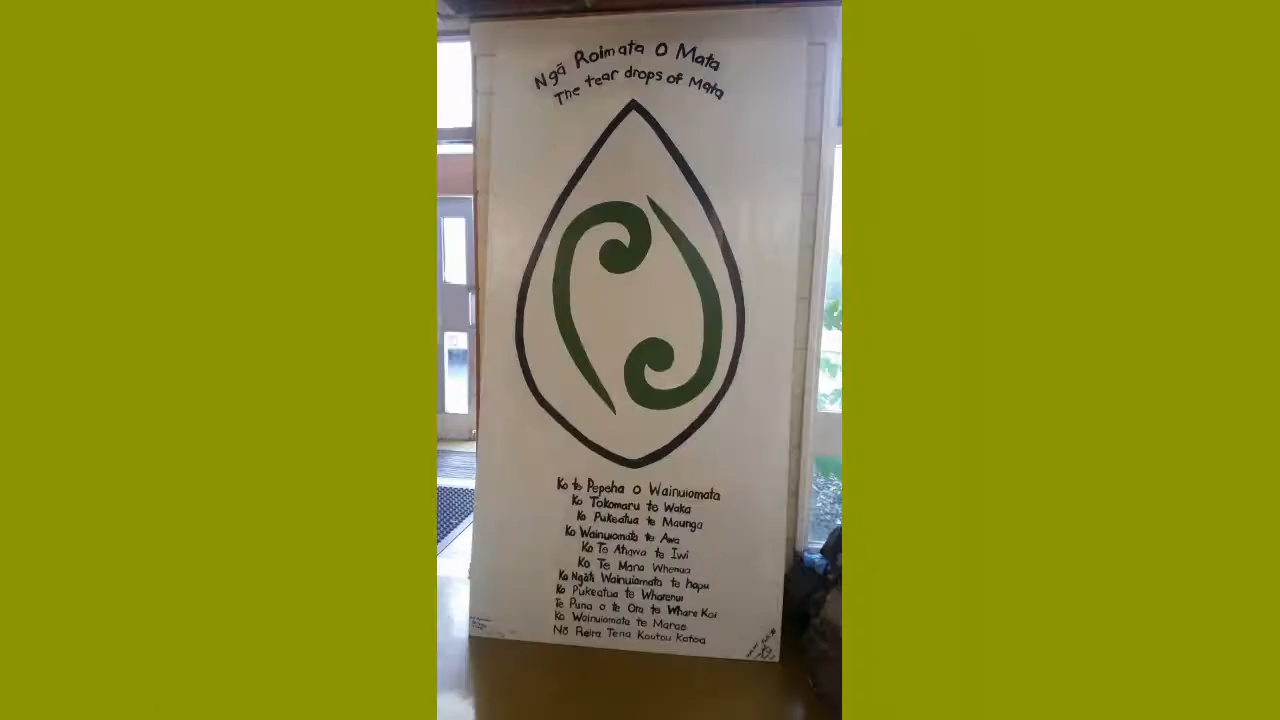 Ngā Roimata O Mata
The tear drops of Mata
Ko te Pepeha o Wainuiomata
Ko Tokomaru te Waka
Ko Pukeatua te Maunga
Ko Wainuiomata te Awa
Ko Te Atiawa te Iwi
Ko Te Mana Whenua
Ko Ngāti Wainuiomata te hapu
Ko Pukeatua te Wharenui
Te Puna o te Ora te Whare Kai
Ko Wainuiomata te Marae
Nō Reira Tena Koutou Katoa